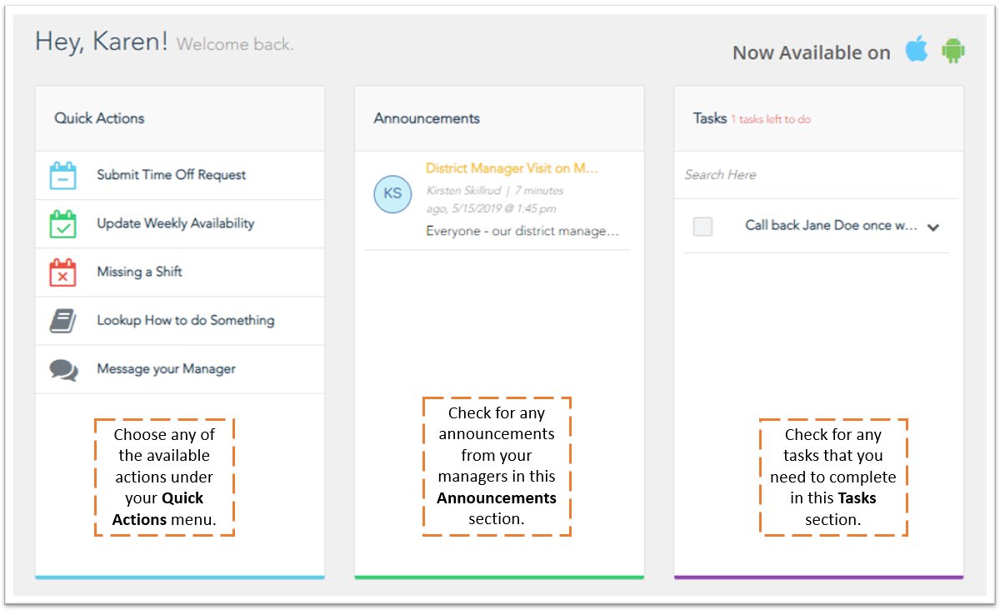 Hey, Karen! Welcome back.
Now Available on
Quick Actions
Submit Time Off Request
Update Weekly Availability
Missing a Shift
Lookup How to do Something
Message your Manager
Choose any of
the available
actions under
your Quick
Actions menu.
Announcements
KS
District Manager Visit on M...
Kirsten Skillrud | 7 minutes
ago, 5/15/2019 @ 1:45 pm
Everyone - our district manage...
Check for any
announcements
from your
managers in this
Announcements
section.
Tasks 1 tasks left to do
Search Here
Call back Jane Doe once w...
Check for any
tasks that you
need to complete
in this Tasks
section.